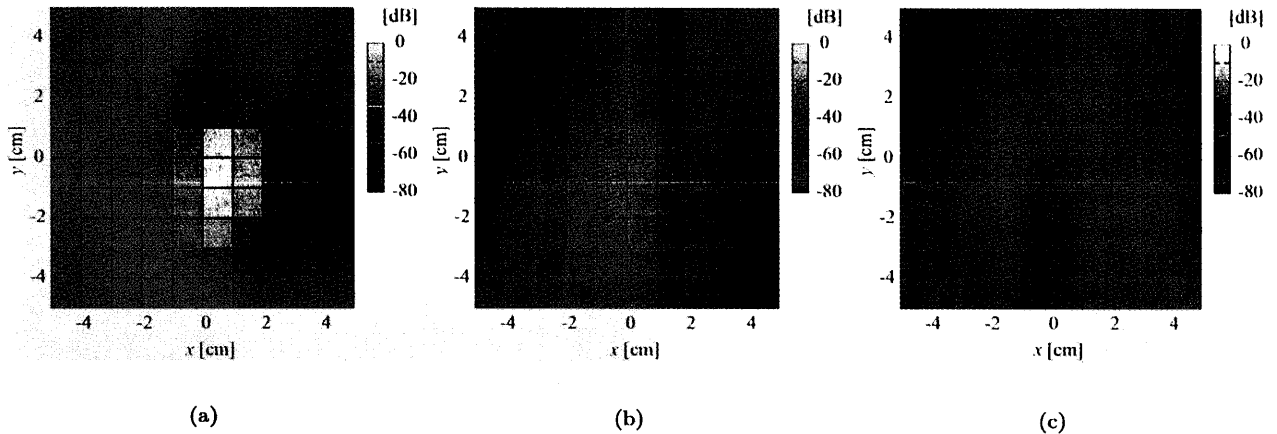 [dB] [dB] [dB]
4 0 4 0 4 0
2 -20 2 -20 2 -20
y [cm] 0 -40 y [cm] 0 -40 y [cm] 0 -40
-2 -60 -2 -60 -2 -60
-4 -80 -4 -80 -4 -80
-4 -2 0 2 4 -4 -2 0 2 4 -4 -2 0 2 4
x [cm] x [cm] x [cm]
(a) (b) (c)